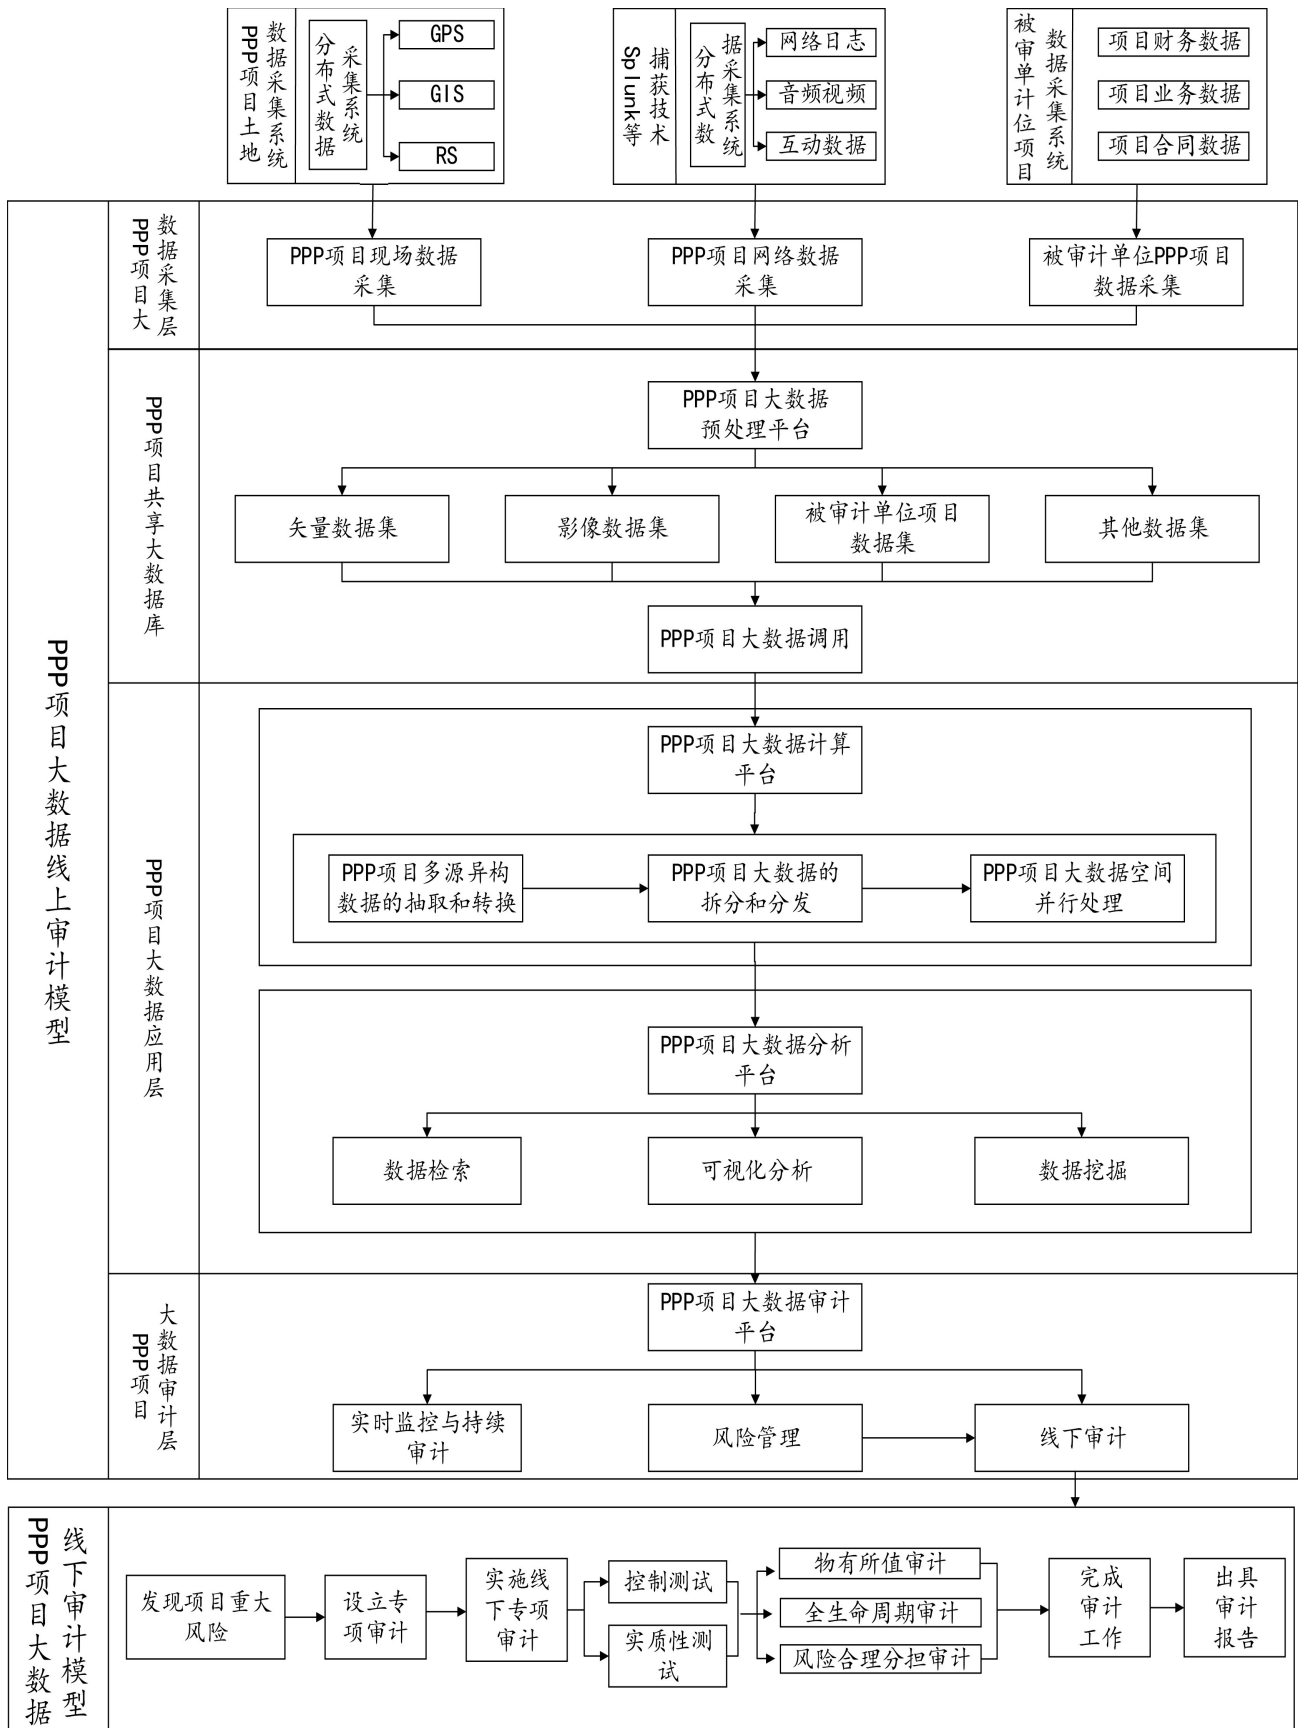 PPP项目土地
数据采集系统
分布式数据
采集系统
GPS
GIS
RS
Splunk等
捕获技术
分布式数
据采集系统
网络日志
音频视频
互动数据
被审单计位项目
数据采集系统
项目财务数据
项目业务数据
项目合同数据
PPP项目大数据线上审计模型
PPP项目大
数据采集层
PPP项目现场数据
采集
PPP项目网络数据
采集
被审计单位PPP项目
数据采集
PPP项目共享大数据库
PPP项目大数据
预处理平台
矢量数据集
影像数据集
被审计单位项目
数据集
其他数据集
PPP项目大数据调用
PPP项目大数据应用层
PPP项目大数据计算
平台
PPP项目多源异构
数据的抽取和转换
PPP项目大数据的
拆分和分发
PPP项目大数据空间
并行处理
PPP项目大数据分析
平台
数据检索
可视化分析
数据挖掘
PPP项目
大数据审计层
PPP项目大数据审计
平台
实时监控与持续
审计
风险管理
线下审计
PPP项目大数据
线下审计模型
发现项目重大
风险
设立专
项审计
实施线
下专项
审计
控制测试
实质性测
试
物有所值审计
全生命周期审计
风险合理分担审计
完成
审计
工作
出具
审计
报告